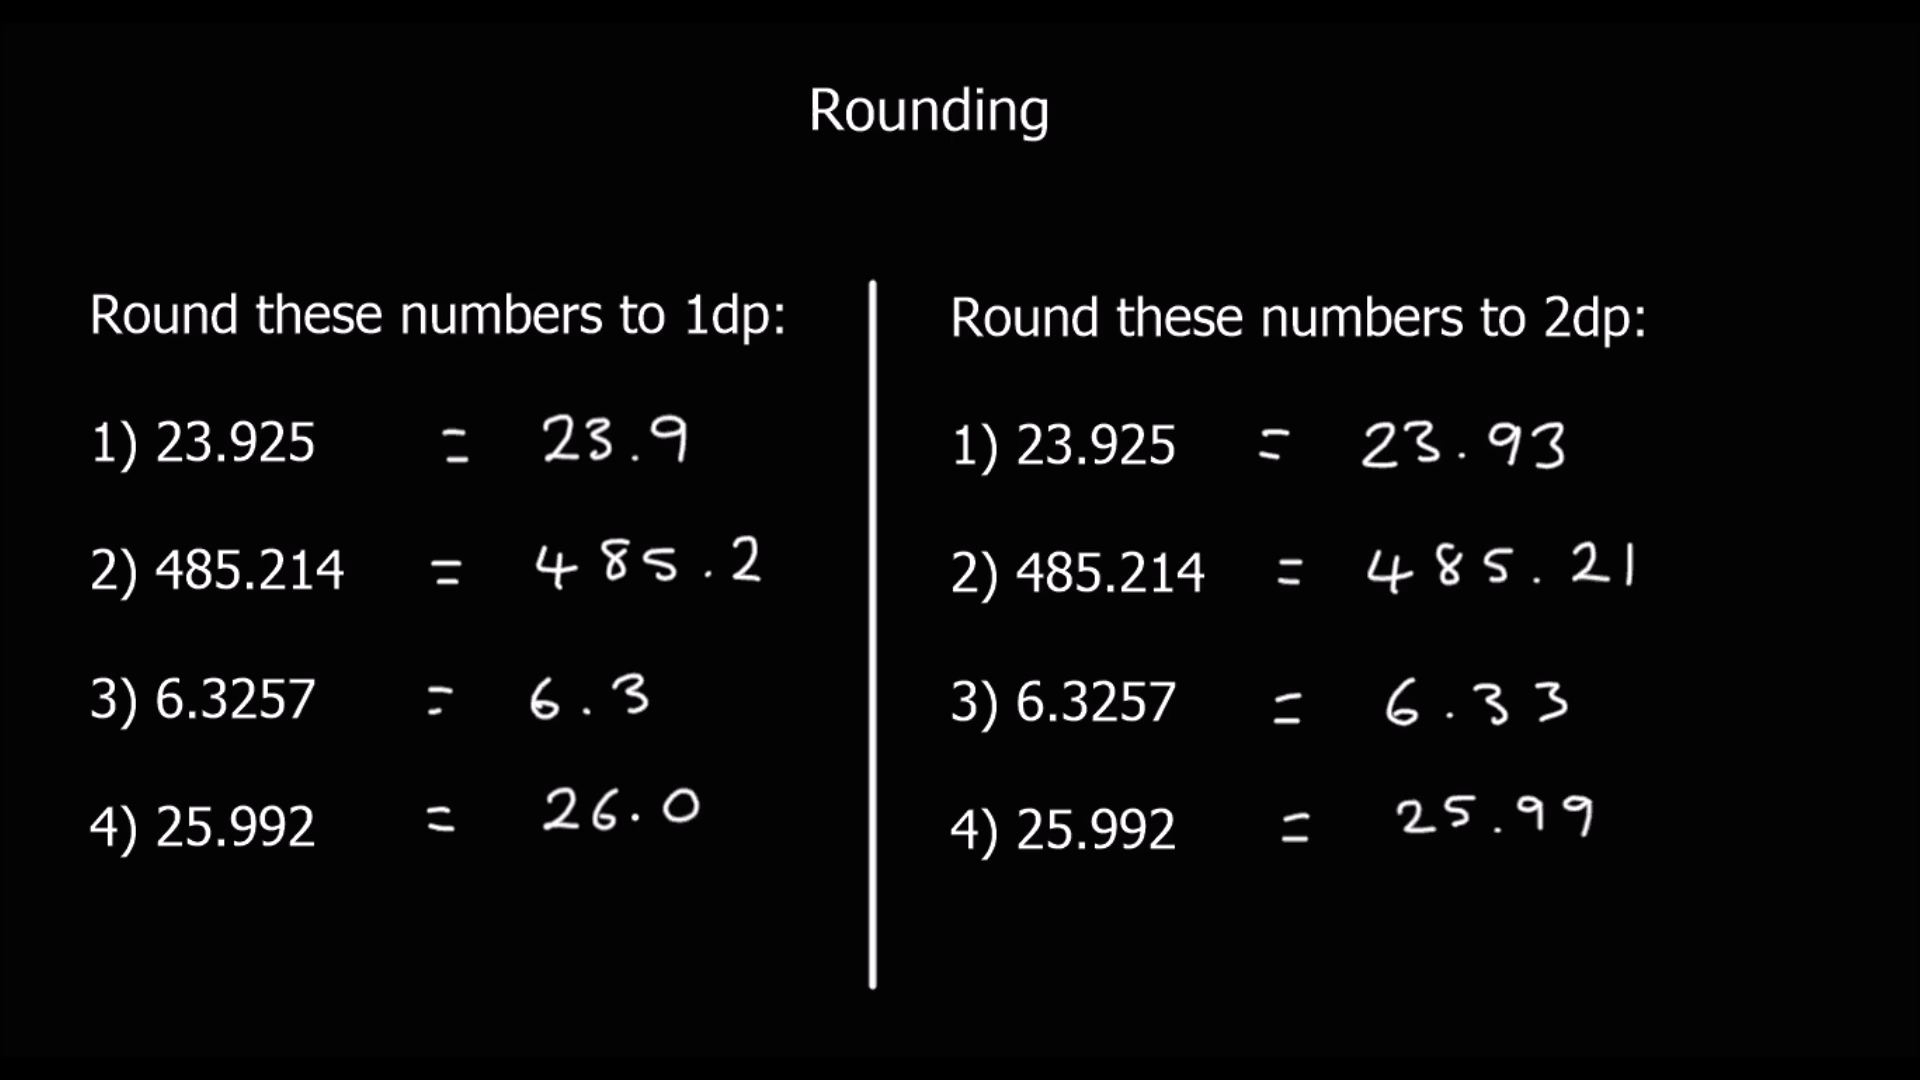 Rounding
Round these numbers to 1dp:
1) 23.925 = 23.9
2) 485.214 = 485.2
3) 6.3257 = 6.3
4) 25.992 = 26.0
Round these numbers to 2dp:
1) 23.925 = 23.93
2) 485.214 = 485.21
3) 6.3257 = 6.33
4) 25.992 = 25.99